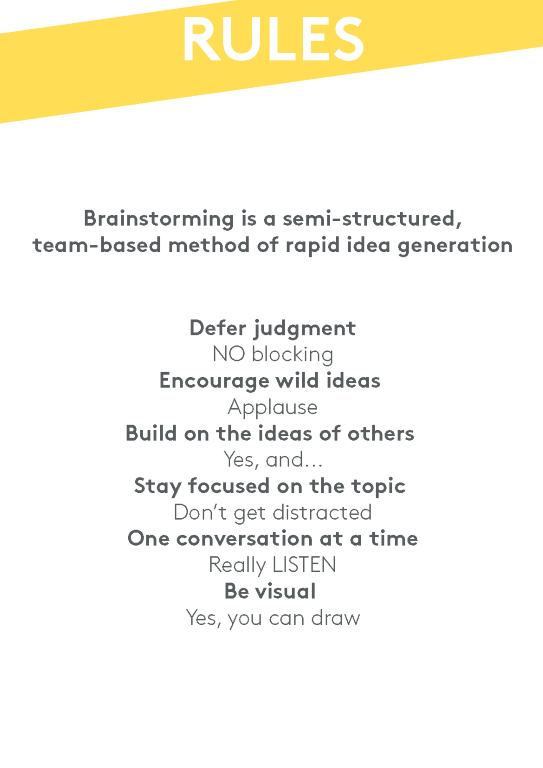 RULES
Brainstorming is a semi-structured,
team-based method of rapid idea generation
Defer judgment
NO blocking
Encourage wild ideas
Applause
Build on the ideas of others
Yes, and...
Stay focused on the topic
Don't get distracted
One conversation at a time
Really LISTEN
Be visual
Yes, you can draw